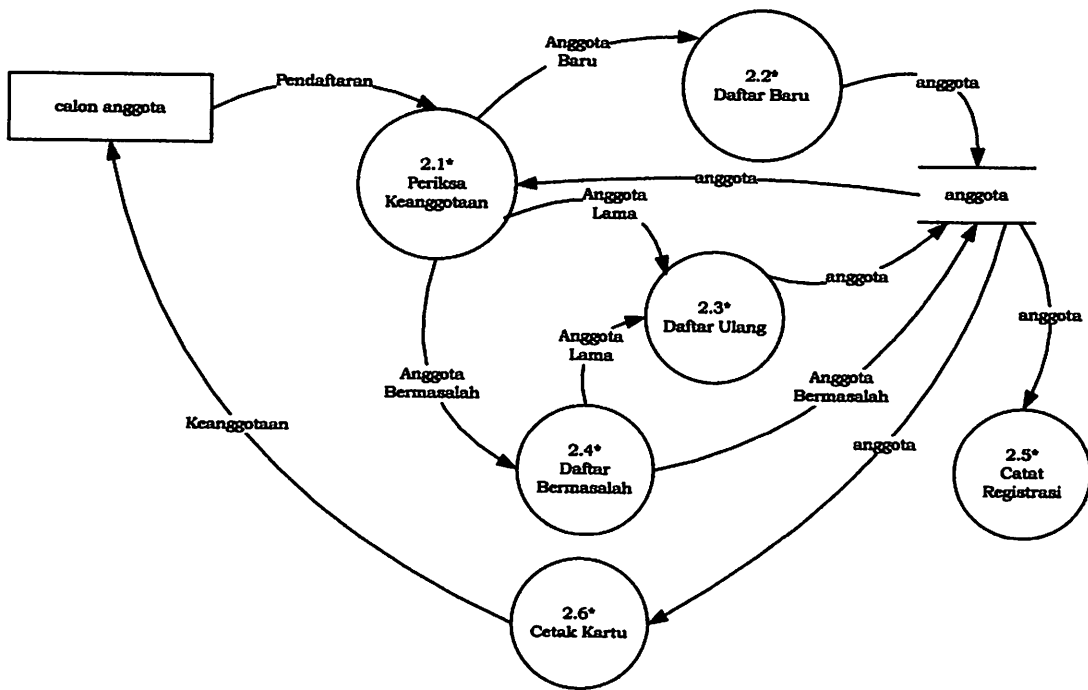 Anggota
Baru
2.2*
Daftar Baru
anggota
Pendaftaran
calon anggota
2.1*
Periksa
Keanggotaan
anggota
anggota
Anggota
Lama
2.3*
Daftar Ulang
anggota
anggota
Anggota
Lama
Anggota
Bermasalah
Anggota
Bermasalah
Keanggotaan
anggota
2.4*
Daftar
Bermasalah
2.5*
Catat
Registrasi
2.6*
Cetak Kartu